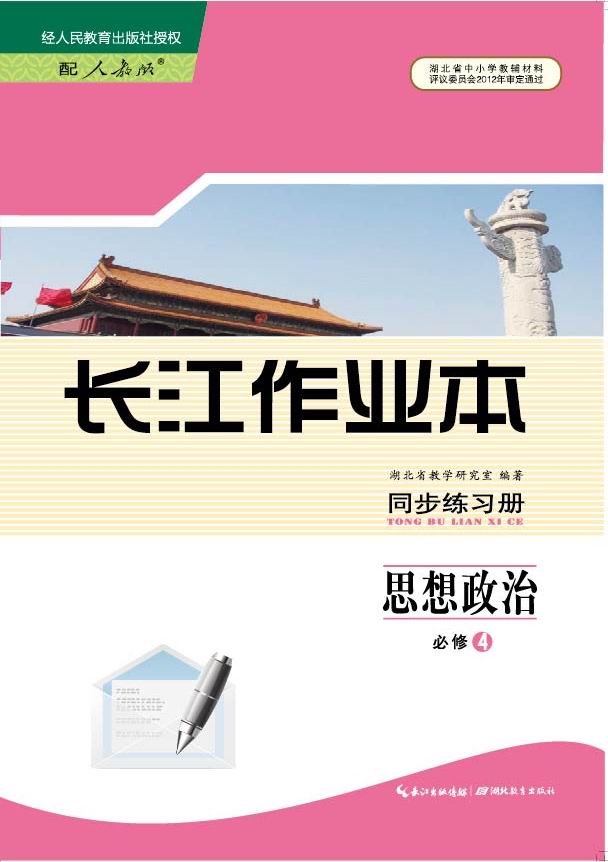 经人民教育出版社授权
配 人教版®
湖北省中小学教辅材料
评议委员会2012年审定通过
长江作业本
湖北省教学研究室 编著
同步练习册
TONG BU LIAN XI CE
思想政治
必修 4
长江出版传媒 湖北教育出版社